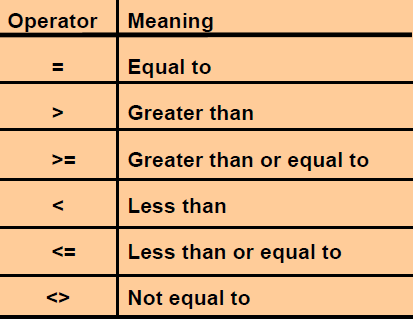 Operator Meaning
= Equal to
> Greater than
>= Greater than or equal to
< Less than
<= Less than or equal to
<> Not equal to